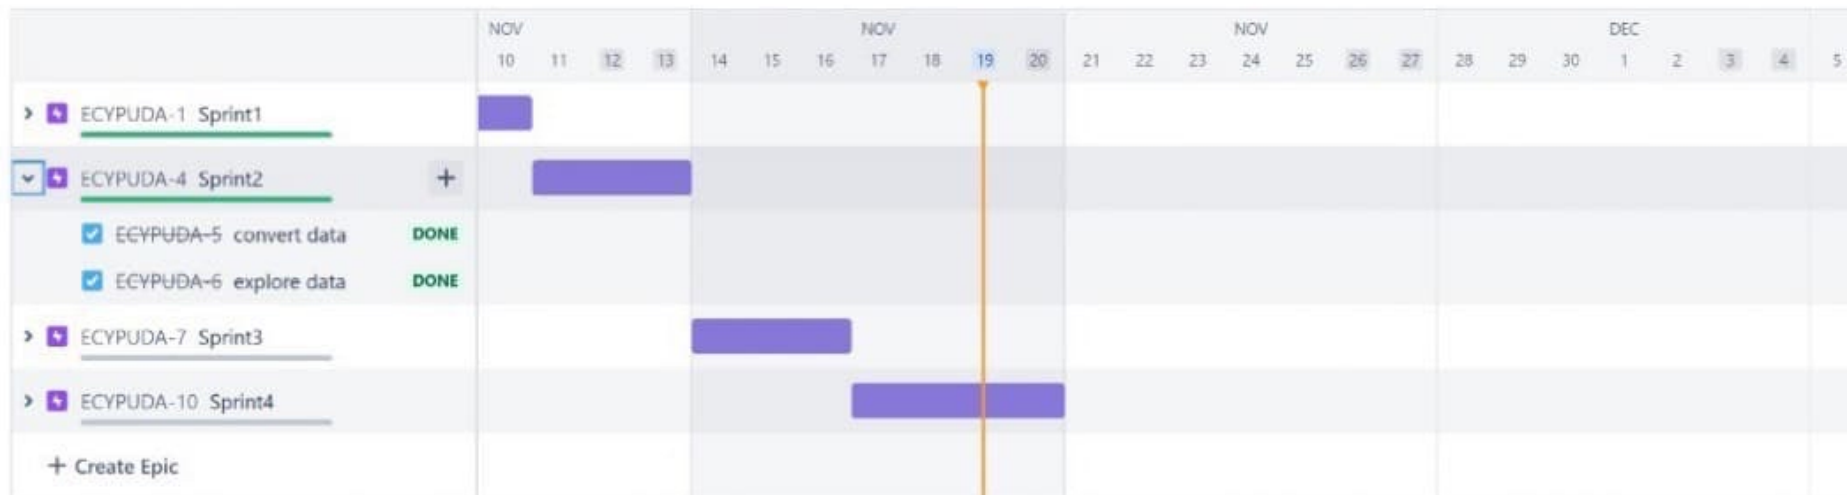 NOV NOV NOV DEC
10 11 12 13 14 15 16 17 18 19 20 21 22 23 24 25 26 27 28 29 30 1 2 3 4 5
ECYPUDA-1 Sprint1
ECYPUDA-4 Sprint2 +
ECYPUDA-5 convert data DONE
ECYPUDA-6 explore data DONE
ECYPUDA-7 Sprint3
ECYPUDA-10 Sprint4
+ Create Epic